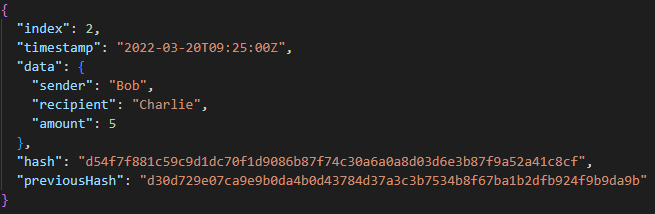 {
  "index": 2,
  "timestamp": "2022-03-20T09:25:00Z",
  "data": {
    "sender": "Bob",
    "recipient": "Charlie",
    "amount": 5
  },
  "hash": "d54f7f881c59c9d1dc70f1d9086b87f74c30a6a0a8d03d6e3b87f9a52a41c8cf",
  "previousHash": "d30d729e07ca9e9b0da4b0d43784d37a3c3b7534b8f67ba1b2dfb924f9b9da9b"
}